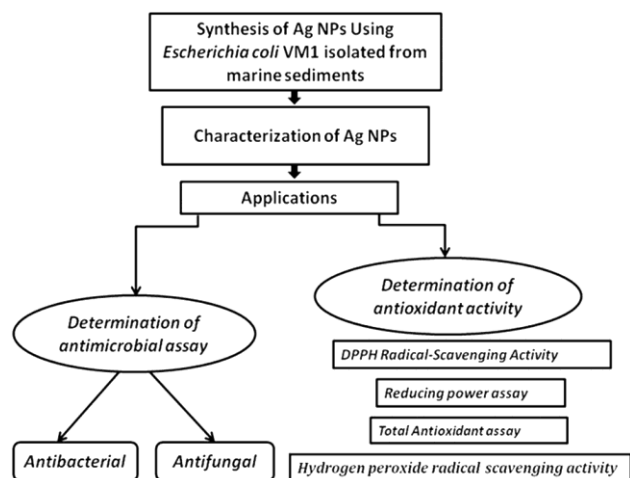 Synthesis of Ag NPs Using
Escherichia coli VM1 isolated from
marine sediments
Characterization of Ag NPs
Applications
Determination of
antimicrobial assay
Antibacterial
Antifungal
Determination of
antioxidant activity
DPPH Radical-Scavenging Activity
Reducing power assay
Total Antioxidant assay
Hydrogen peroxide radical scavenging activity